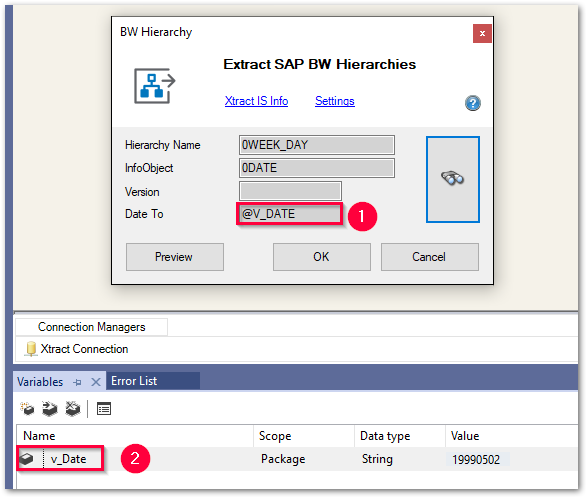 BW Hierarchy
x
Extract SAP BW Hierarchies
Xtract IS Info Settings
?
Hierarchy Name 0WEEK_DAY
InfoObject 0DATE
Version
Date To @V_DATE 1
Preview OK Cancel
Connection Managers
Xtract Connection
Variables Error List
Name Scope Data type Value
v_Date 2 Package String 19990502